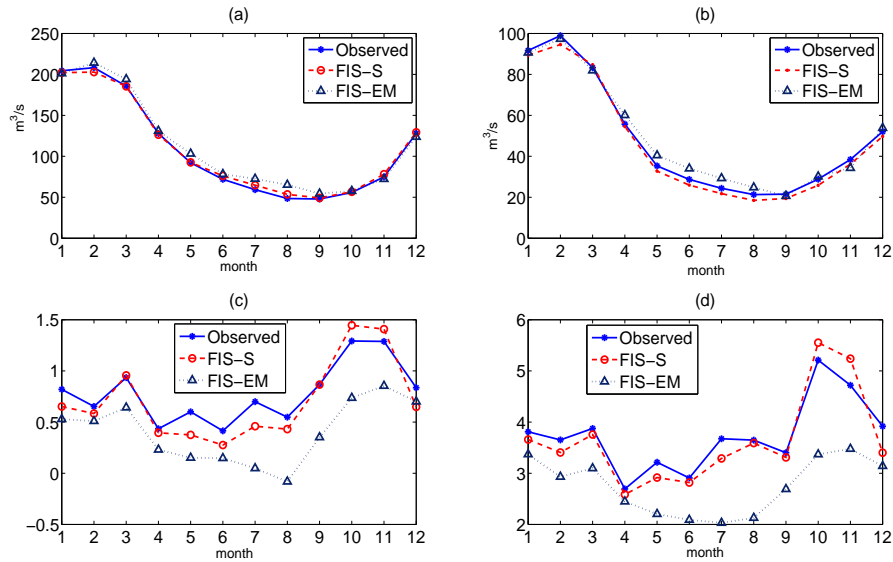 (a)
250
200
150
100
50
0
m³/s
1 2 3 4 5 6 7 8 9 10 11 12
month
Observed
FIS−S
FIS−EM
(b)
100
80
60
40
20
0
m³/s
1 2 3 4 5 6 7 8 9 10 11 12
month
Observed
FIS−S
FIS−EM
(c)
1.5
1
0.5
0
−0.5
1 2 3 4 5 6 7 8 9 10 11 12
month
Observed
FIS−S
FIS−EM
(d)
6
5
4
3
2
1 2 3 4 5 6 7 8 9 10 11 12
month
Observed
FIS−S
FIS−EM